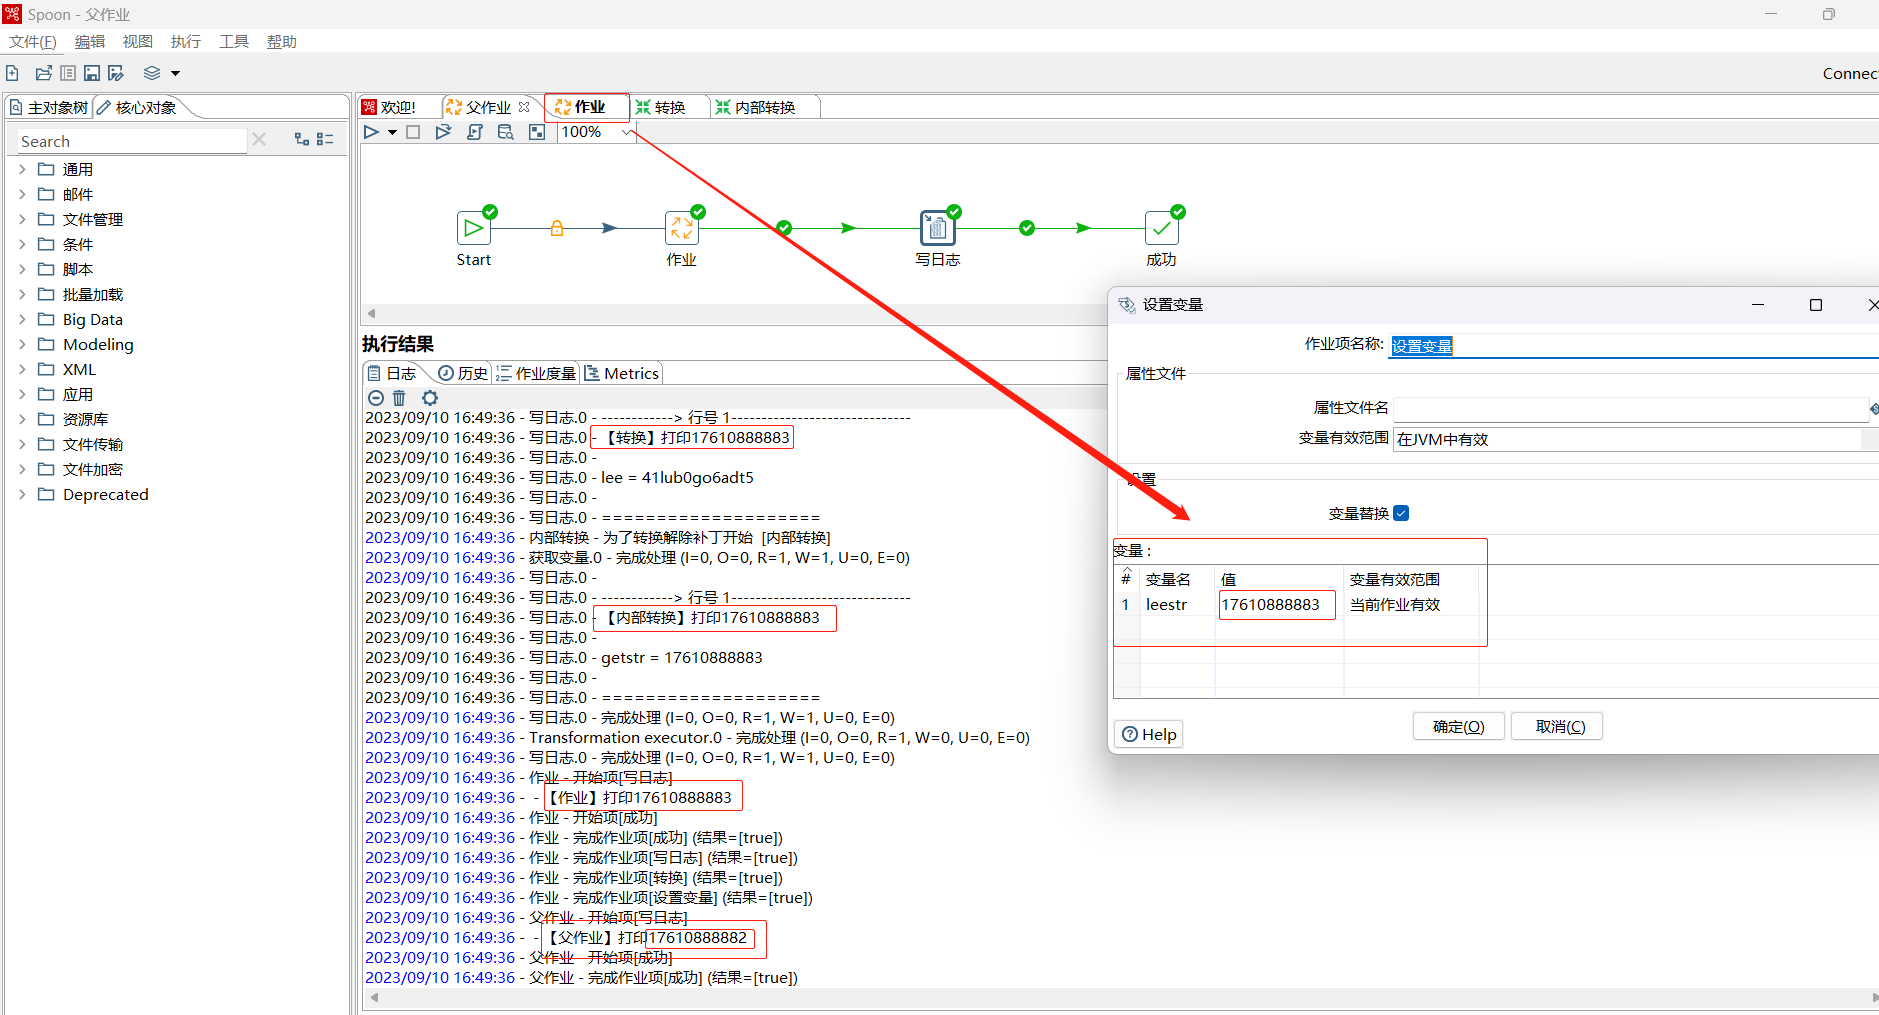 Spoon - 父作业
文件(F) 编辑 视图 执行 工具 帮助
Connec
主对象树 核心对象
Search
通用
邮件
文件管理
条件
脚本
批量加载
Big Data
Modeling
XML
应用
资源库
文件传输
文件加密
Deprecated
欢迎! 父作业 作业 转换 内部转换
100%
Start 作业 写日志 成功
执行结果
日志 历史 作业度量 Metrics
2023/09/10 16:49:36 - 写日志.0 - ------------> 行号 1------------------------------
2023/09/10 16:49:36 - 写日志.0 - 【转换】打印17610888883
2023/09/10 16:49:36 - 写日志.0 -
2023/09/10 16:49:36 - 写日志.0 - lee = 41lub0go6adt5
2023/09/10 16:49:36 - 写日志.0 -
2023/09/10 16:49:36 - 写日志.0 - ====================
2023/09/10 16:49:36 - 内部转换 - 为了转换解除补丁开始  [内部转换]
2023/09/10 16:49:36 - 获取变量.0 - 完成处理 (I=0, O=0, R=1, W=1, U=0, E=0)
2023/09/10 16:49:36 - 写日志.0 -
2023/09/10 16:49:36 - 写日志.0 - ------------> 行号 1------------------------------
2023/09/10 16:49:36 - 写日志.0 - 【内部转换】打印17610888883
2023/09/10 16:49:36 - 写日志.0 -
2023/09/10 16:49:36 - 写日志.0 - getstr = 17610888883
2023/09/10 16:49:36 - 写日志.0 -
2023/09/10 16:49:36 - 写日志.0 - ====================
2023/09/10 16:49:36 - 写日志.0 - 完成处理 (I=0, O=0, R=1, W=1, U=0, E=0)
2023/09/10 16:49:36 - Transformation executor.0 - 完成处理 (I=0, O=0, R=1, W=0, U=0, E=0)
2023/09/10 16:49:36 - 写日志.0 - 完成处理 (I=0, O=0, R=1, W=1, U=0, E=0)
2023/09/10 16:49:36 - 作业 - 开始项[写日志]
2023/09/10 16:49:36 -  - 【作业】打印17610888883
2023/09/10 16:49:36 - 作业 - 开始项[成功]
2023/09/10 16:49:36 - 作业 - 完成作业项[成功] (结果=[true])
2023/09/10 16:49:36 - 作业 - 完成作业项[写日志] (结果=[true])
2023/09/10 16:49:36 - 作业 - 完成作业项[转换] (结果=[true])
2023/09/10 16:49:36 - 作业 - 完成作业项[设置变量] (结果=[true])
2023/09/10 16:49:36 - 父作业 - 开始项[写日志]
2023/09/10 16:49:36 -  - 【父作业】打印17610888882
2023/09/10 16:49:36 - 父作业 - 开始项[成功]
2023/09/10 16:49:36 - 父作业 - 完成作业项[成功] (结果=[true])
设置变量
作业项名称: 设置变量
属性文件
属性文件名
变量有效范围 在JVM中有效
设置
变量替换
变量 :
# 变量名 值 变量有效范围
1 leestr 17610888883 当前作业有效
Help 确定(O) 取消(C)